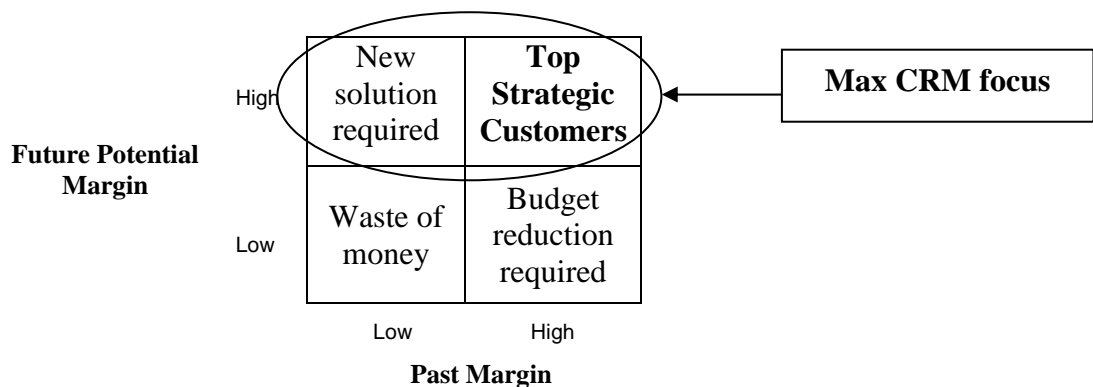 New
solution
required
Top
Strategic
Customers
Max CRM focus
High
Future Potential
Margin
Waste of
money
Budget
reduction
required
Low
Low
High
Past Margin